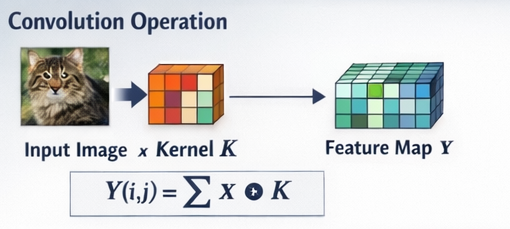 Convolution Operation
Input Image x Kernel K
Feature Map Y
Y(i,j) = ∑ x ⊕ K